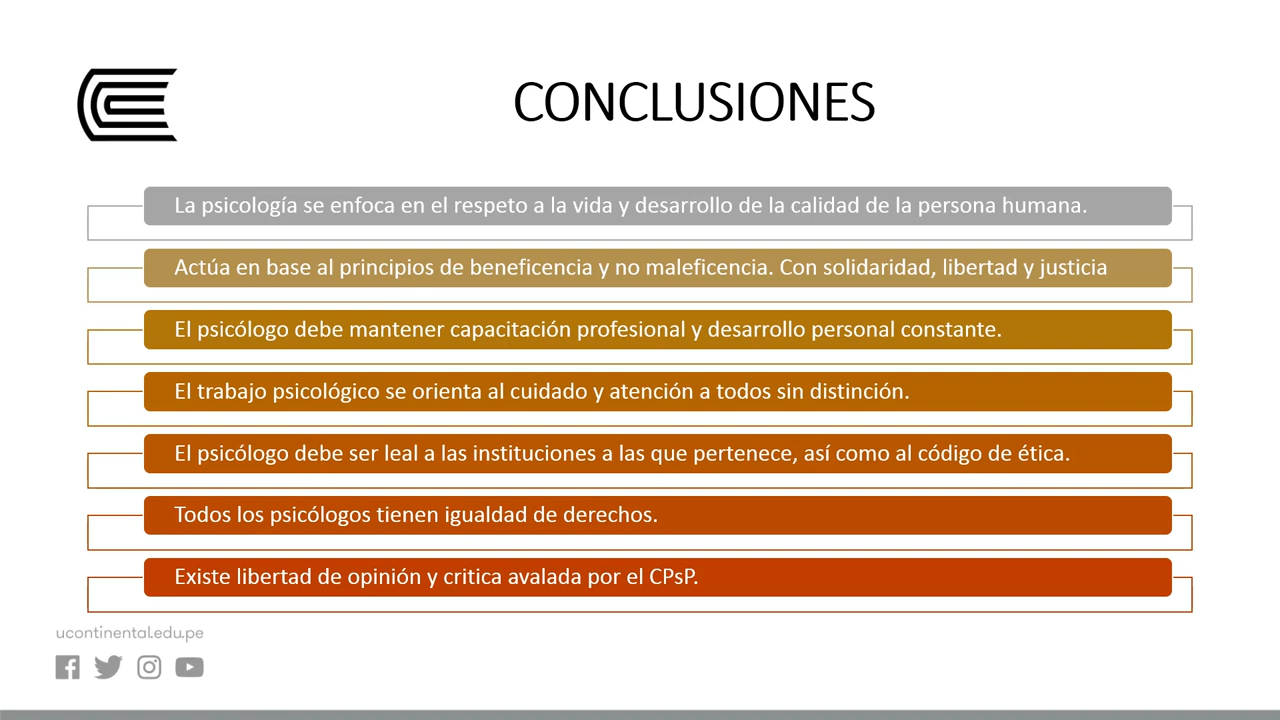 CONCLUSIONES
La psicología se enfoca en el respeto a la vida y desarrollo de la calidad de la persona humana.
Actúa en base al principios de beneficencia y no maleficencia. Con solidaridad, libertad y justicia
El psicólogo debe mantener capacitación profesional y desarrollo personal constante.
El trabajo psicológico se orienta al cuidado y atención a todos sin distinción.
El psicólogo debe ser leal a las instituciones a las que pertenece, así como al código de ética.
Todos los psicólogos tienen igualdad de derechos.
Existe libertad de opinión y critica avalada por el CPsP.
ucontinental.edu.pe